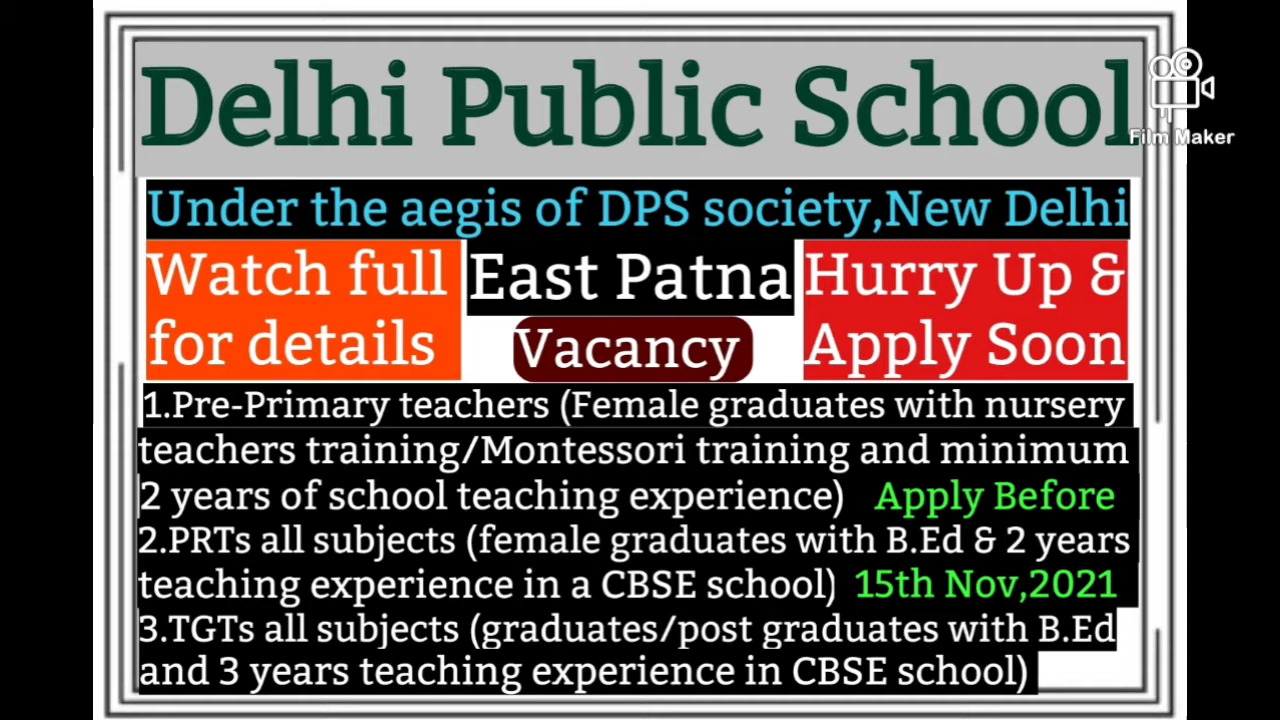 Delhi Public School
Film Maker
Under the aegis of DPS society,New Delhi
Watch full
for details
East Patna
Vacancy
Hurry Up &
Apply Soon
1.Pre-Primary teachers (Female graduates with nursery
teachers training/Montessori training and minimum
2 years of school teaching experience) Apply Before
2.PRTs all subjects (female graduates with B.Ed & 2 years
teaching experience in a CBSE school) 15th Nov,2021
3.TGTs all subjects (graduates/post graduates with B.Ed
and 3 years teaching experience in CBSE school)